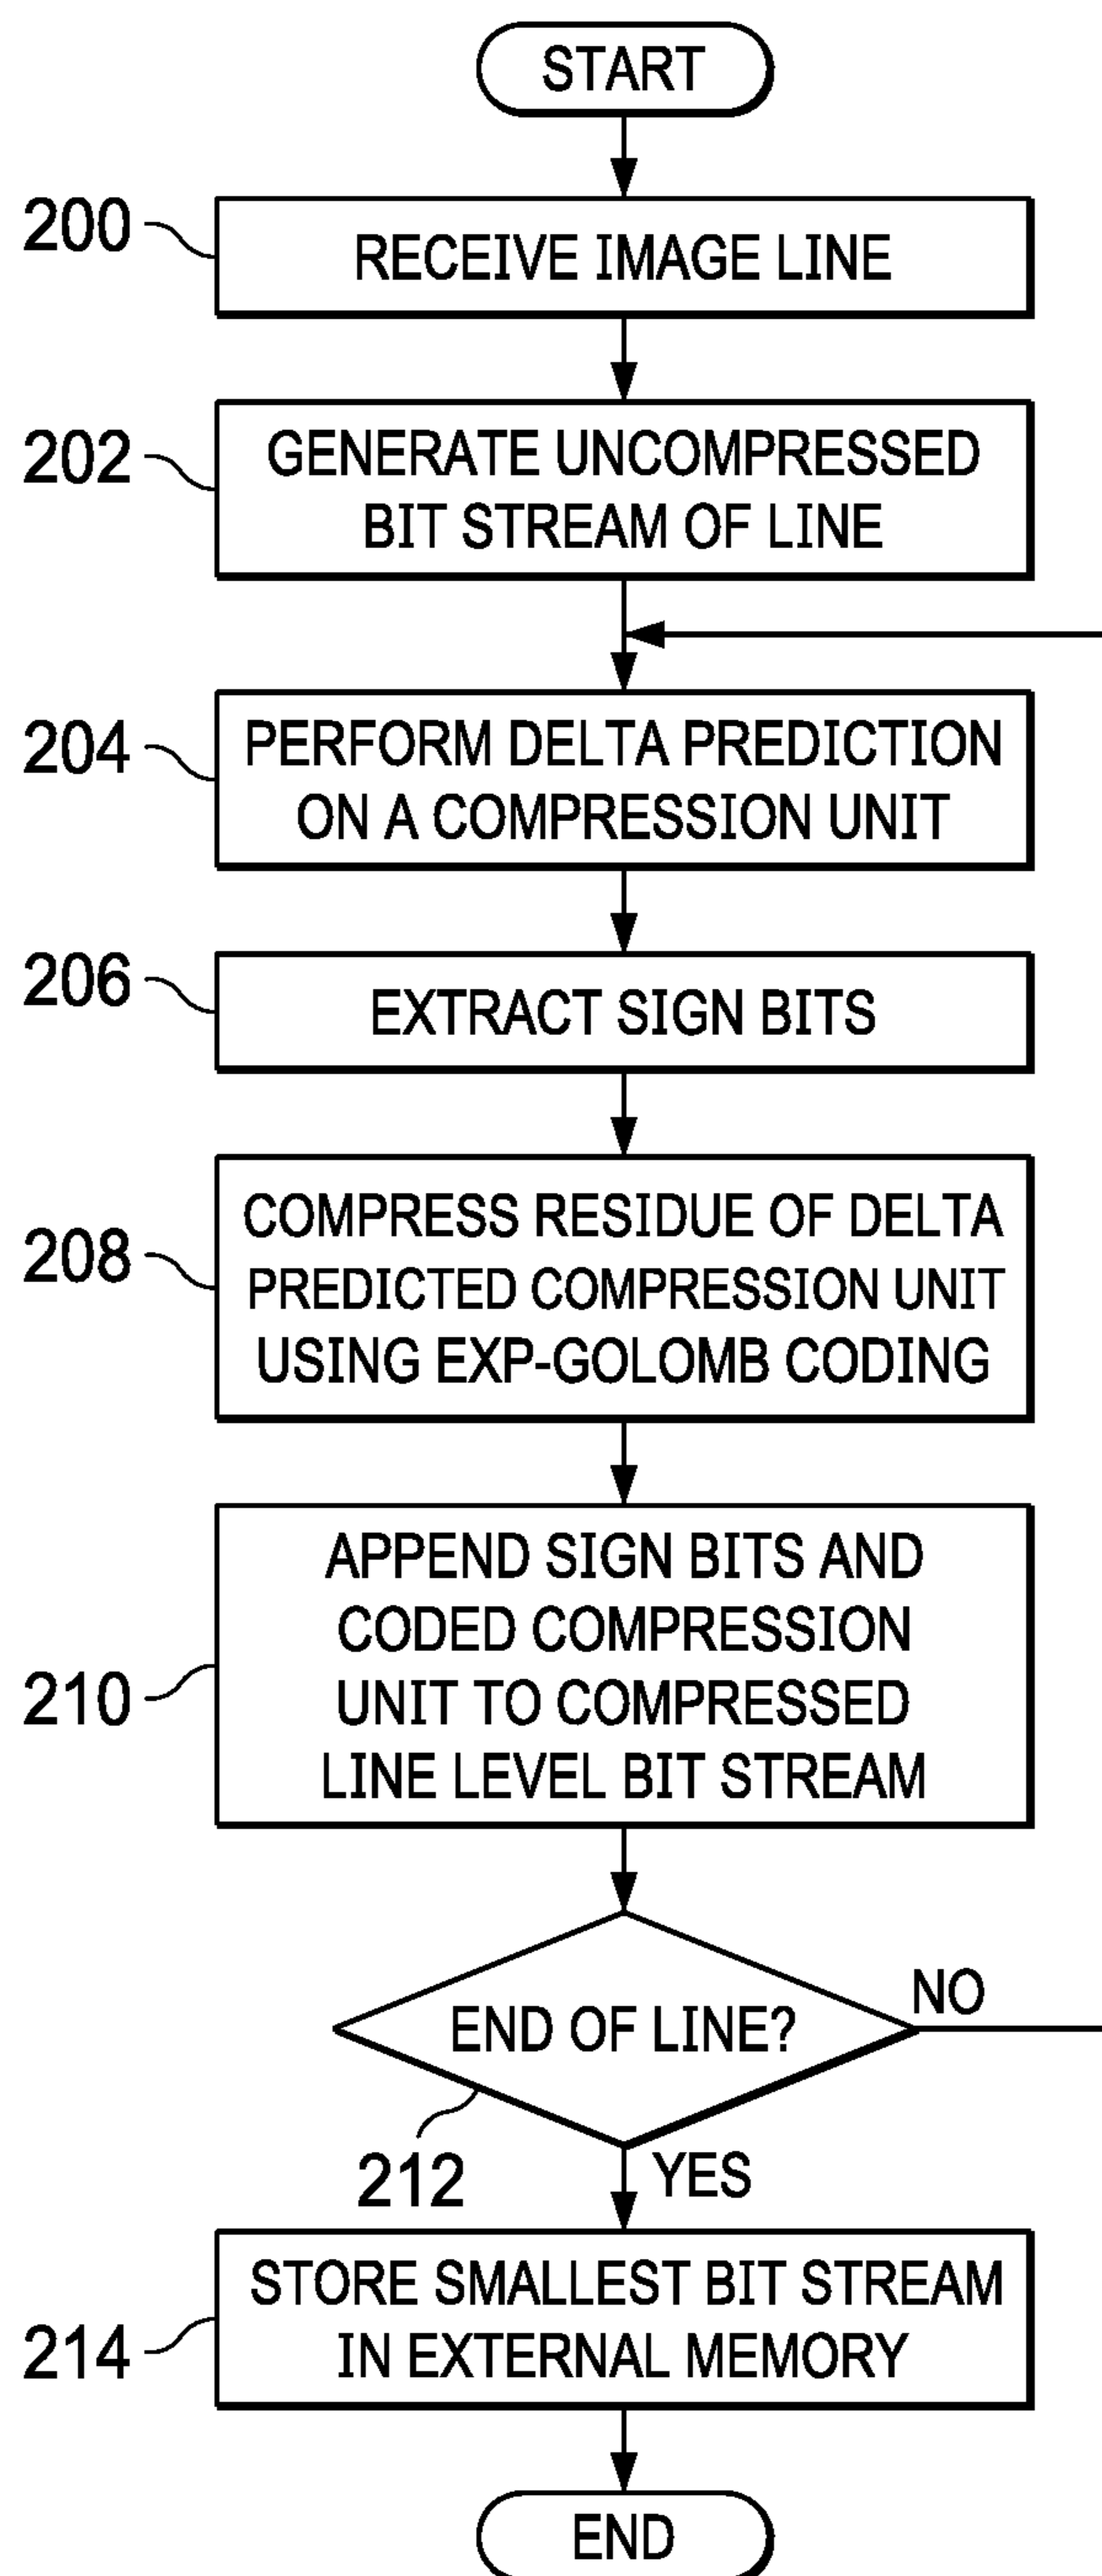 START
200
RECEIVE IMAGE LINE
202
GENERATE UNCOMPRESSED
BIT STREAM OF LINE
204
PERFORM DELTA PREDICTION
ON A COMPRESSION UNIT
206
EXTRACT SIGN BITS
208
COMPRESS RESIDUE OF DELTA
PREDICTED COMPRESSION UNIT
USING EXP-GOLOMB CODING
210
APPEND SIGN BITS AND
CODED COMPRESSION
UNIT TO COMPRESSED
LINE LEVEL BIT STREAM
END OF LINE?
NO
212
YES
214
STORE SMALLEST BIT STREAM
IN EXTERNAL MEMORY
END